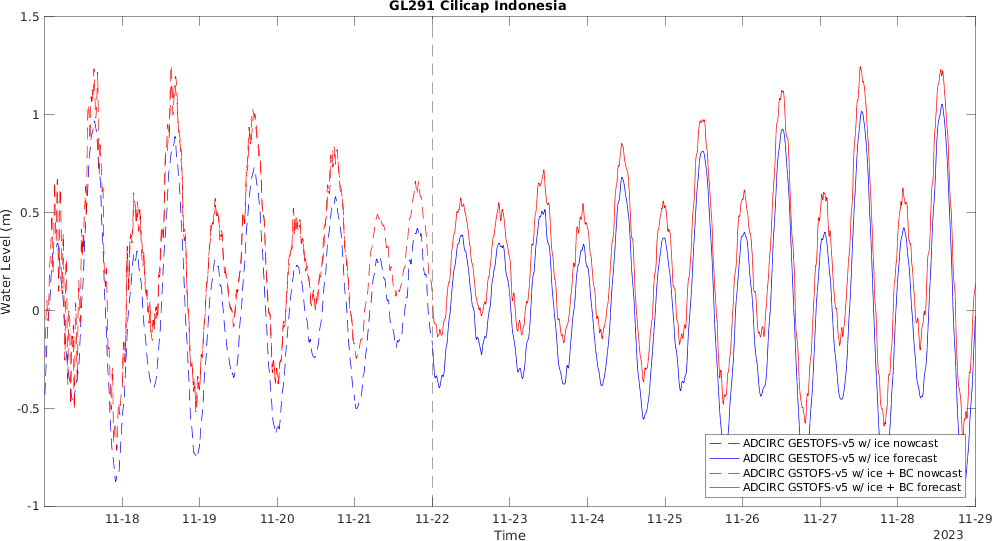 GL291 Cilicap Indonesia
1.5
1
0.5
0
-0.5
-1
Water Level (m)
11-18
11-19
11-20
11-21
11-22
11-23
11-24
11-25
11-26
11-27
11-28
11-29
Time
2023
ADCIRC GESTOFS-v5 w/ ice nowcast
ADCIRC GESTOFS-v5 w/ ice forecast
ADCIRC GSTOFS-v5 w/ ice + BC nowcast
ADCIRC GSTOFS-v5 w/ ice + BC forecast